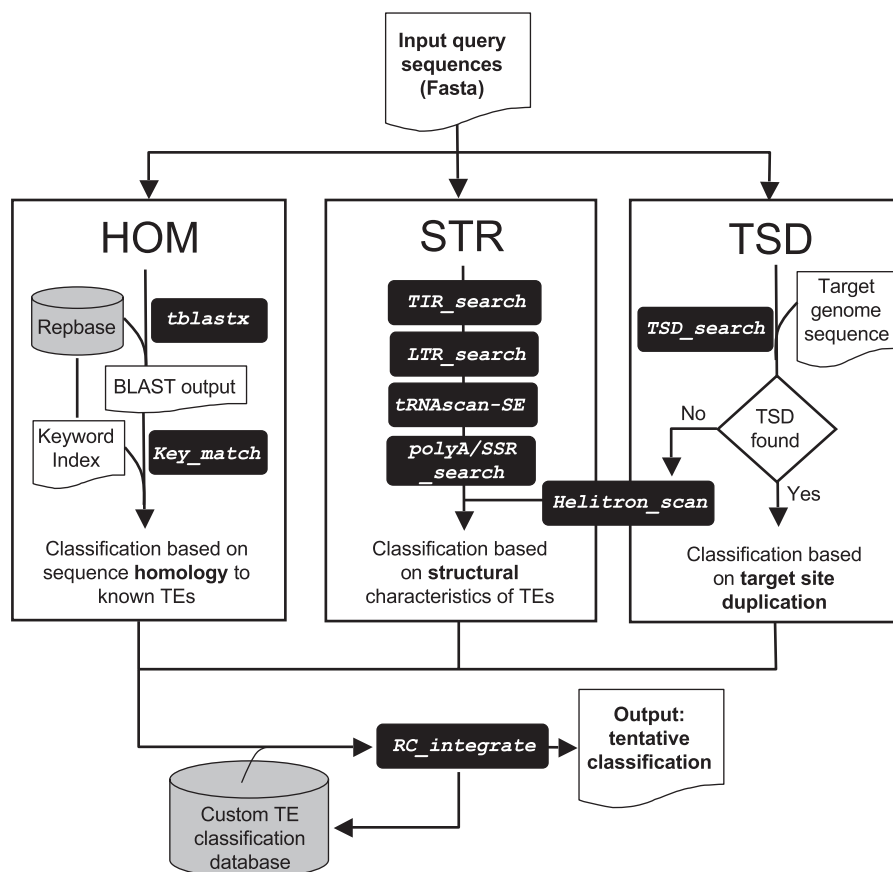 Input query
sequences
(Fasta)
HOM
Repbase
tblastx
BLAST output
Keyword
Index
Key_match
Classification based on
sequence homology to
known TEs
STR
TIR_search
LTR_search
tRNAscan-SE
polyA/SSR
_search
Helitron_scan
Classification based
on structural
characteristics of TEs
TSD
Target
genome
sequence
TSD_search
No
TSD
found
Yes
Classification based
on target site
duplication
RC_integrate
Output:
tentative
classification
Custom TE
classification
database